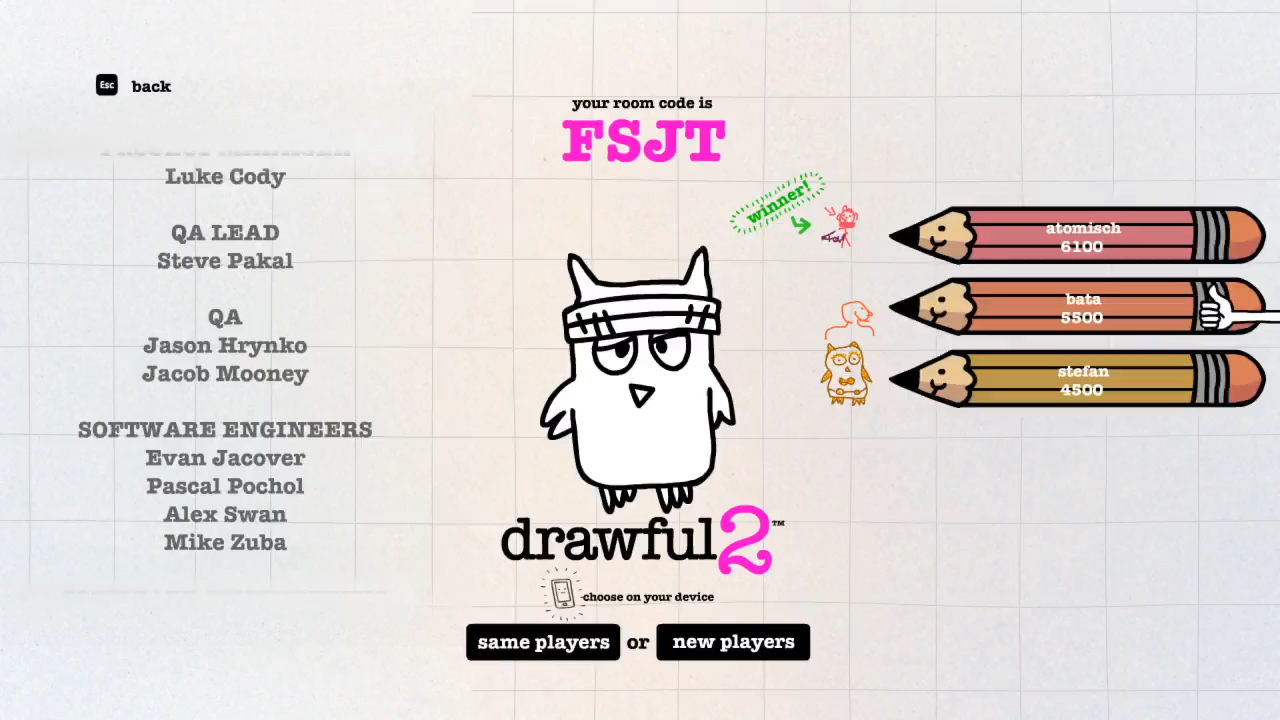 Esc back
Luke Cody
QA LEAD
Steve Pakal
QA
Jason Hrynko
Jacob Mooney
SOFTWARE ENGINEERS
Evan Jacover
Pascal Pochol
Alex Swan
Mike Zuba
your room code is
FSJT
winner!
drawful 2™
choose on your device
same players or new players
atomisch
6100
bata
5500
stefan
4500